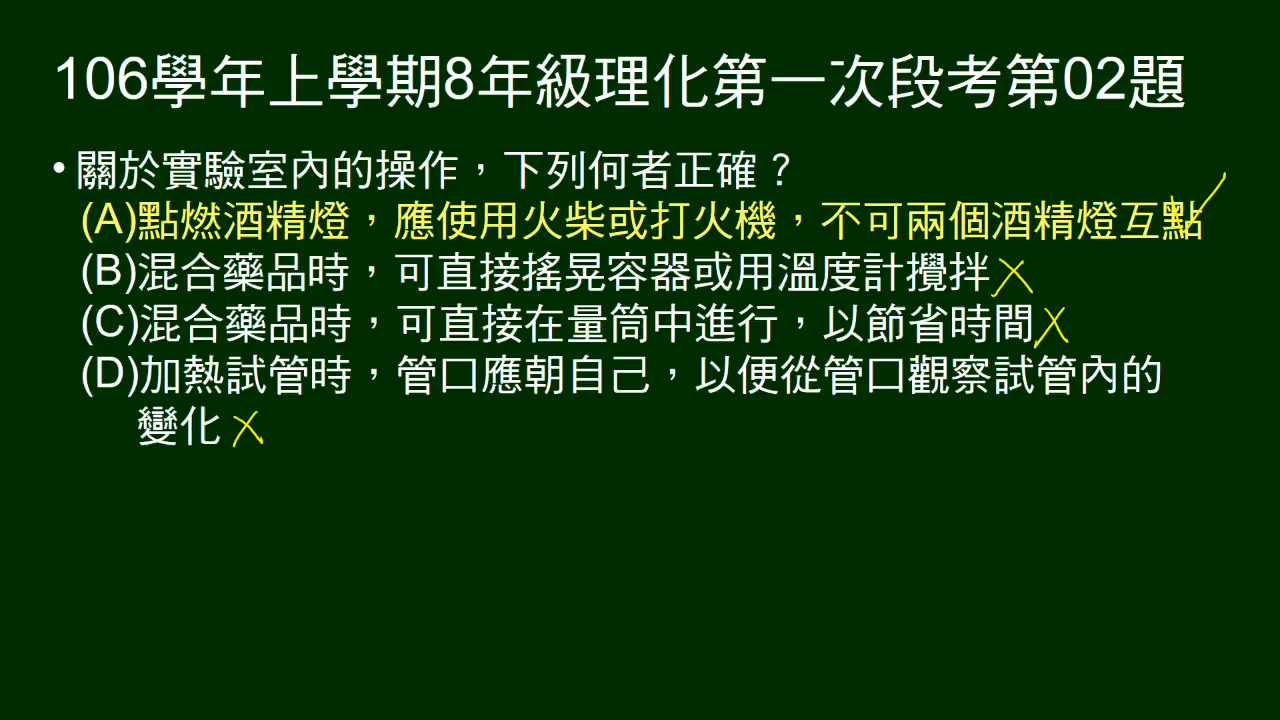 106學年上學期8年級理化第一次段考第02題
•關於實驗室內的操作，下列何者正確？
(A)點燃酒精燈，應使用火柴或打火機，不可兩個酒精燈互點
(B)混合藥品時，可直接搖晃容器或用溫度計攪拌
(C)混合藥品時，可直接在量筒中進行，以節省時間
(D)加熱試管時，管口應朝自己，以便從管口觀察試管內的
變化